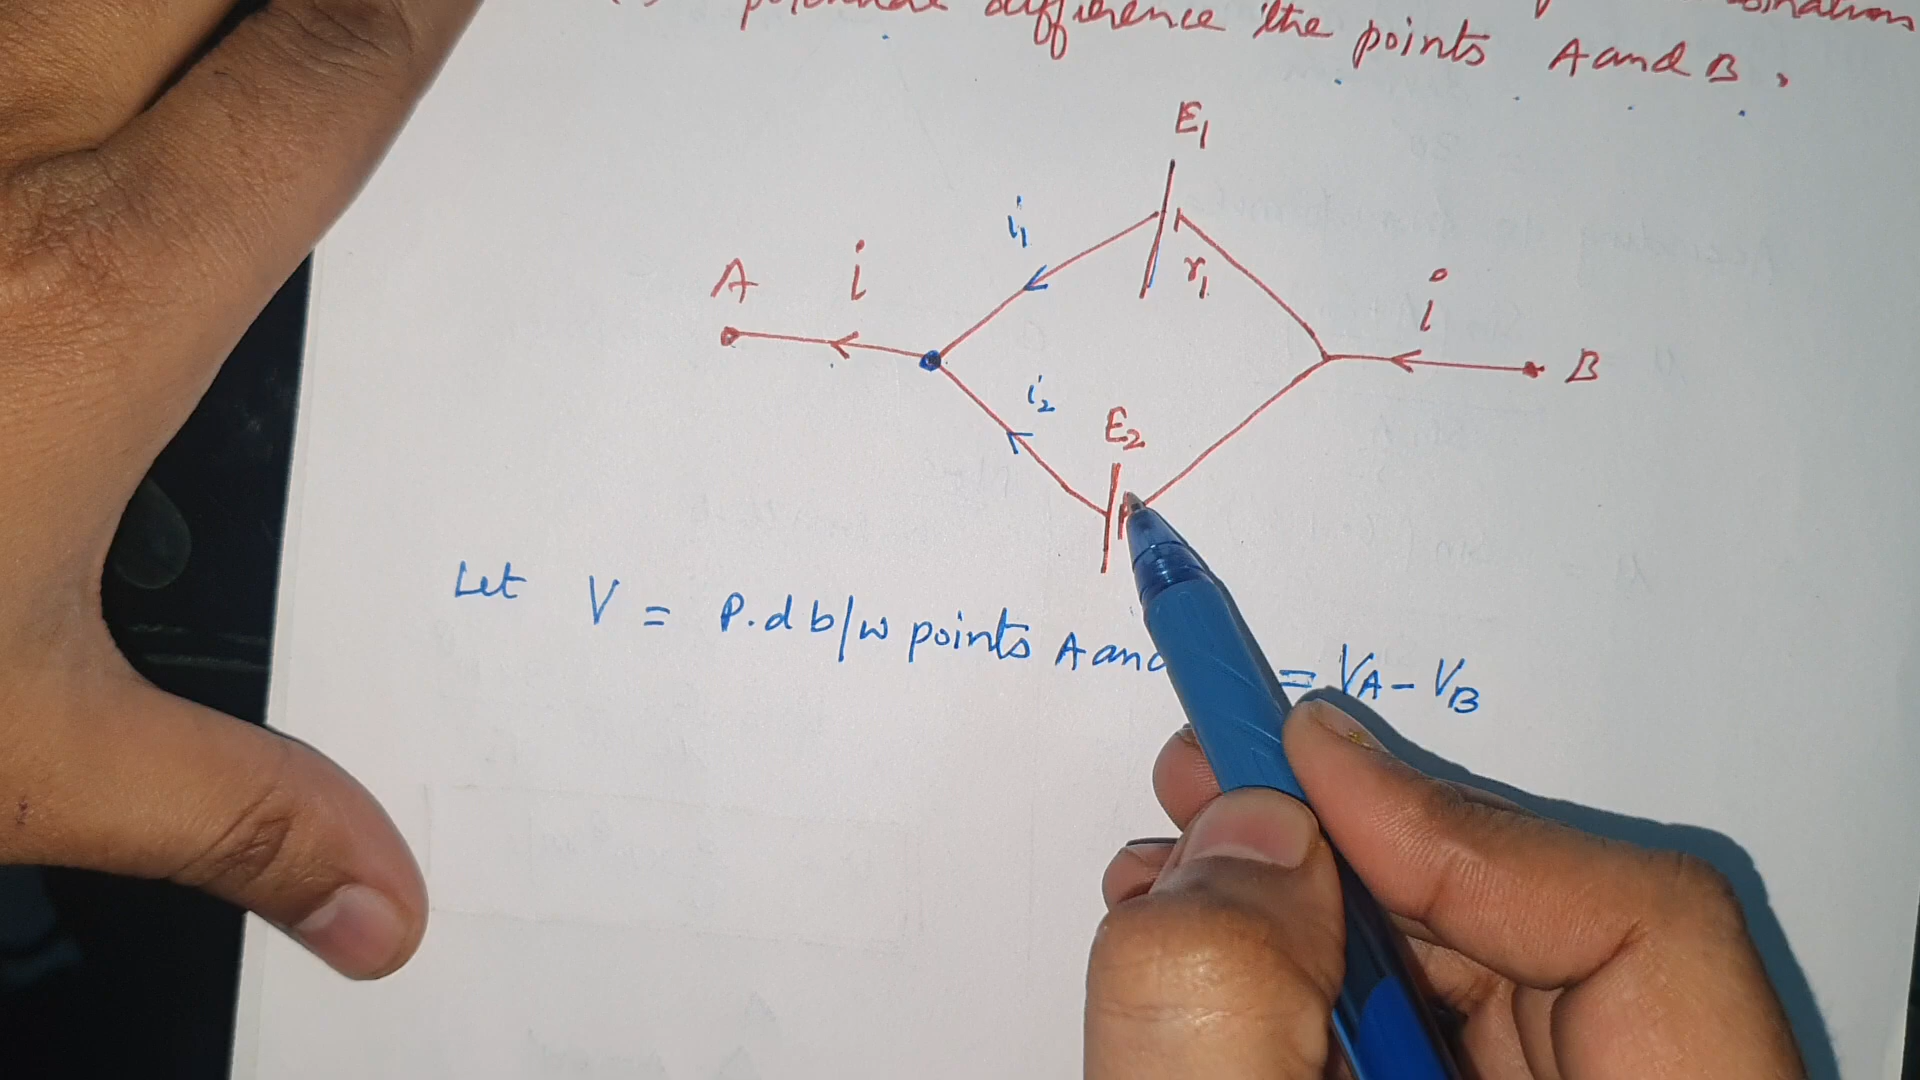 difference the points A and B,
E1
i1
r1
A
i
i
B
i2
E2
Let V = P.d b/w points A and = VA - VB